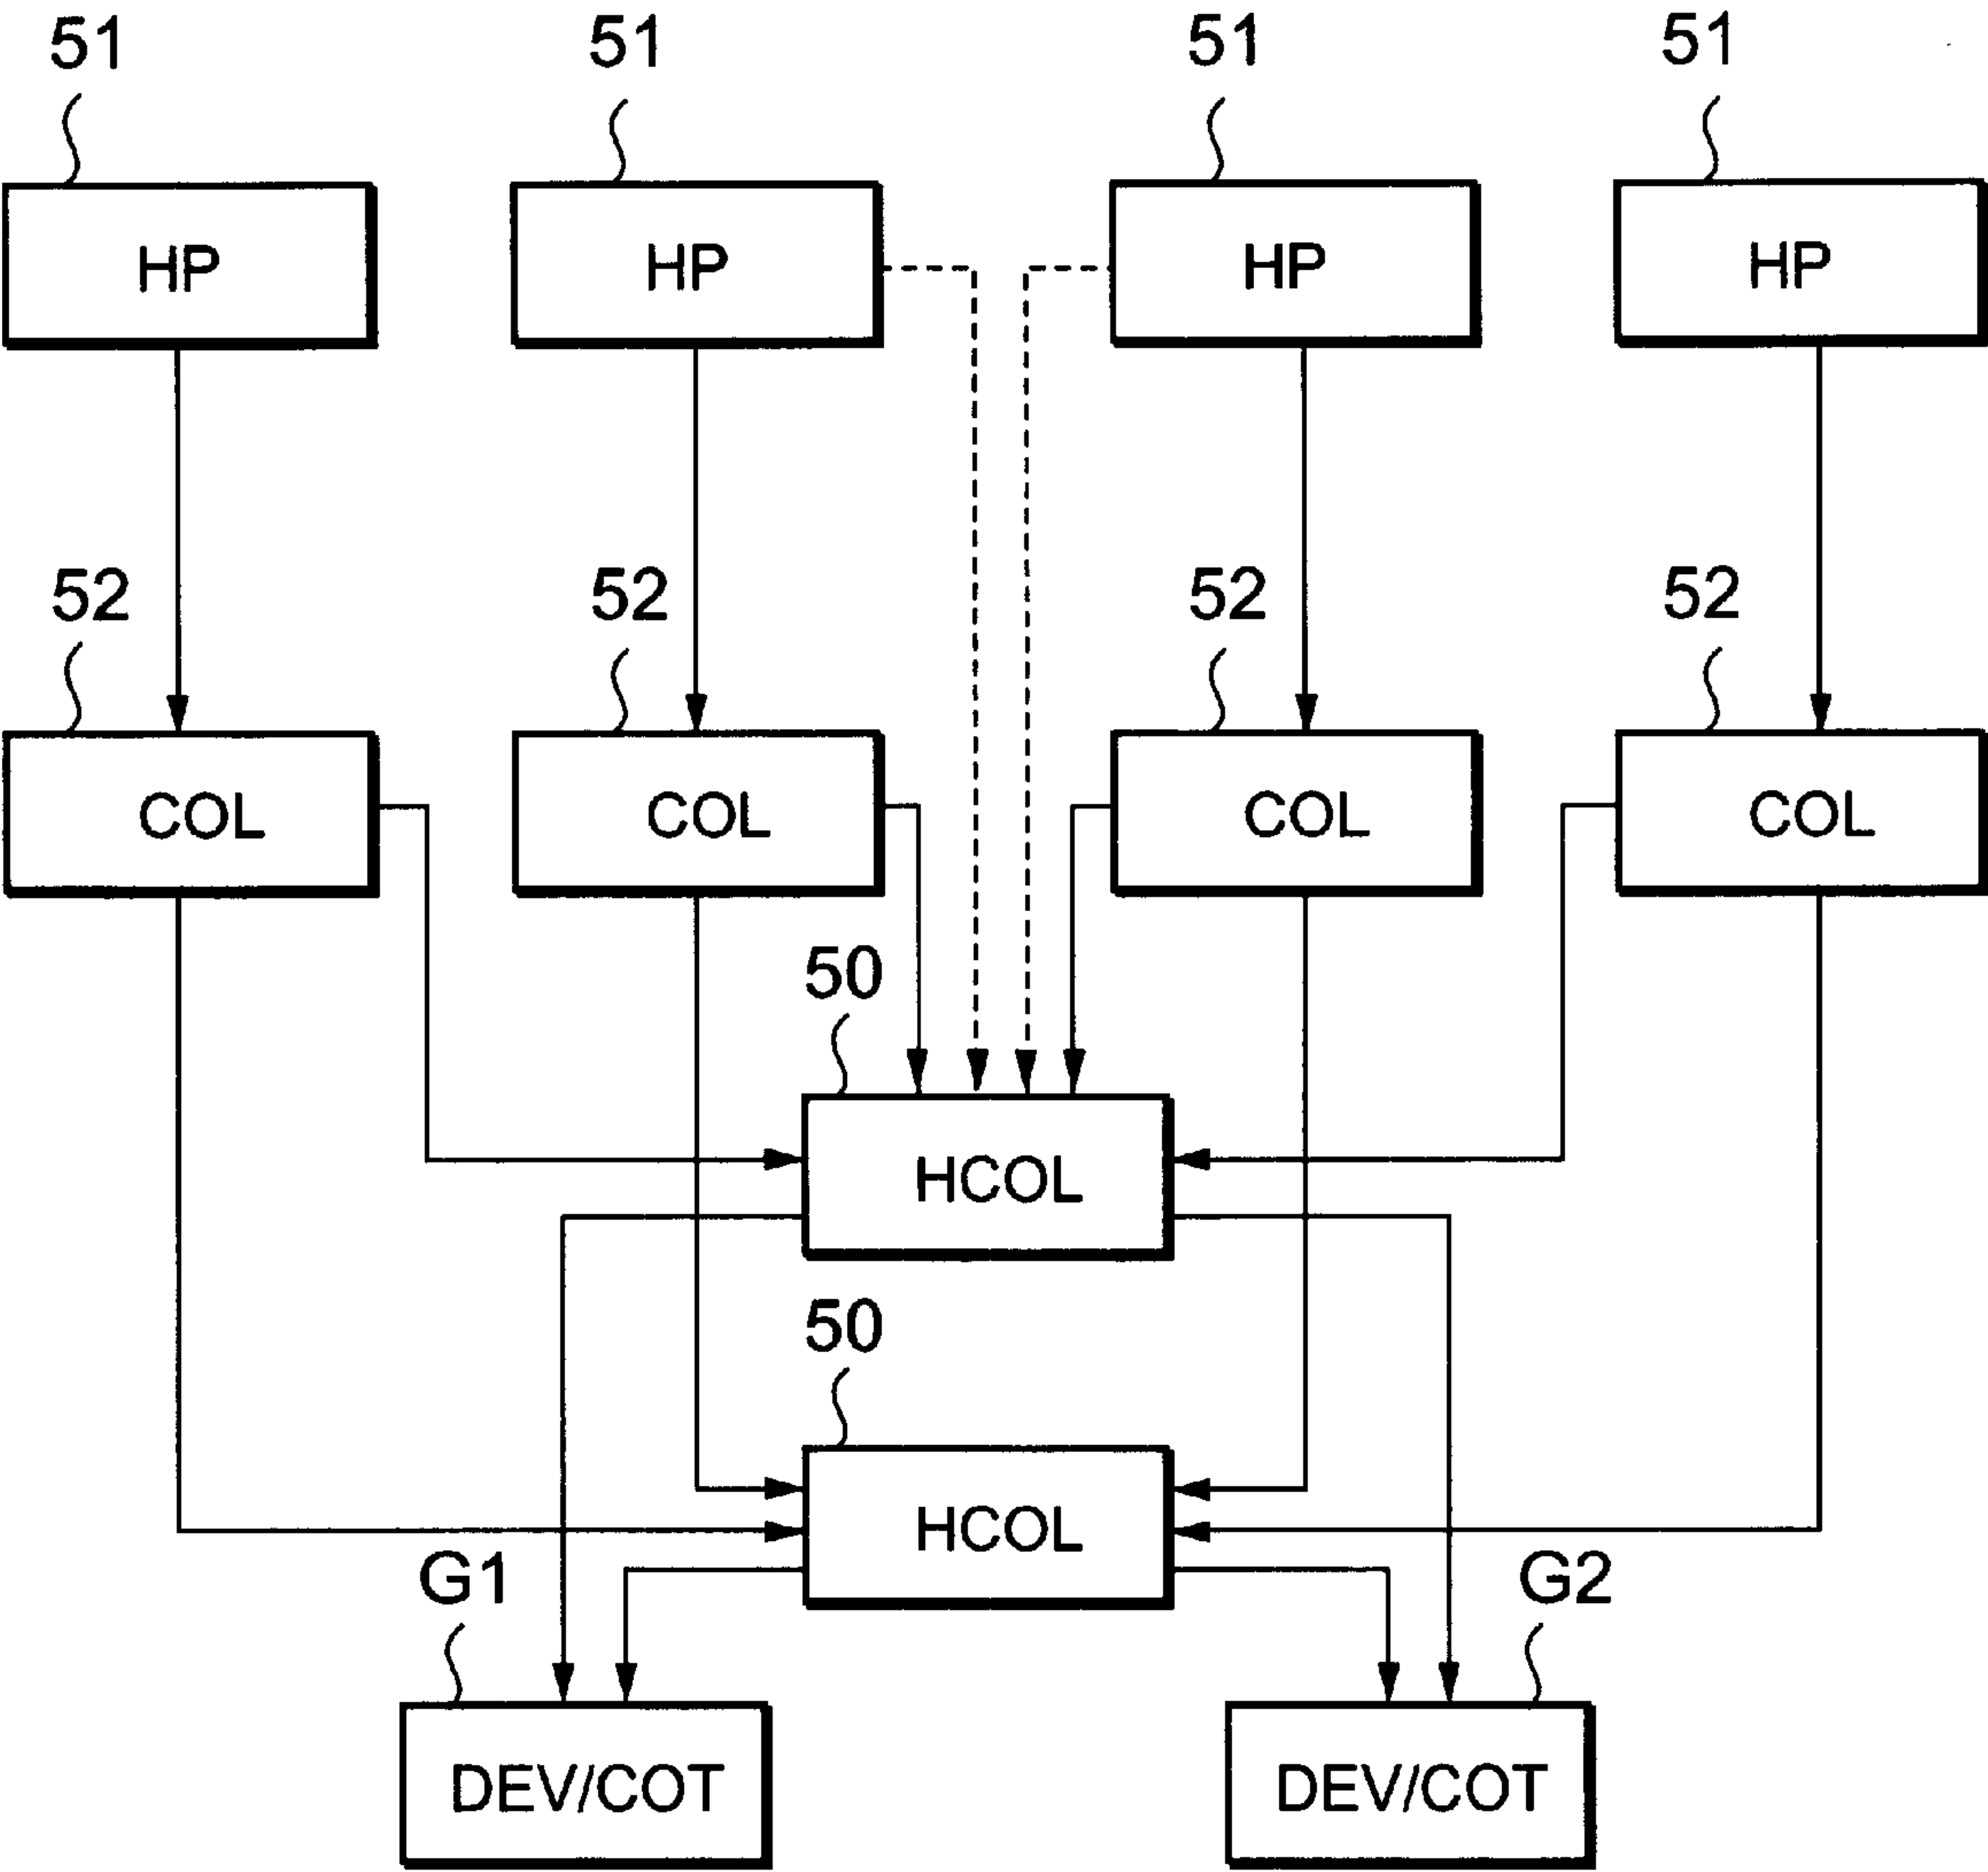 51 51 51 51
HP HP HP HP
52 52 52 52
COL COL COL COL
50
HCOL
50
HCOL
G1 G2
DEV/COT DEV/COT